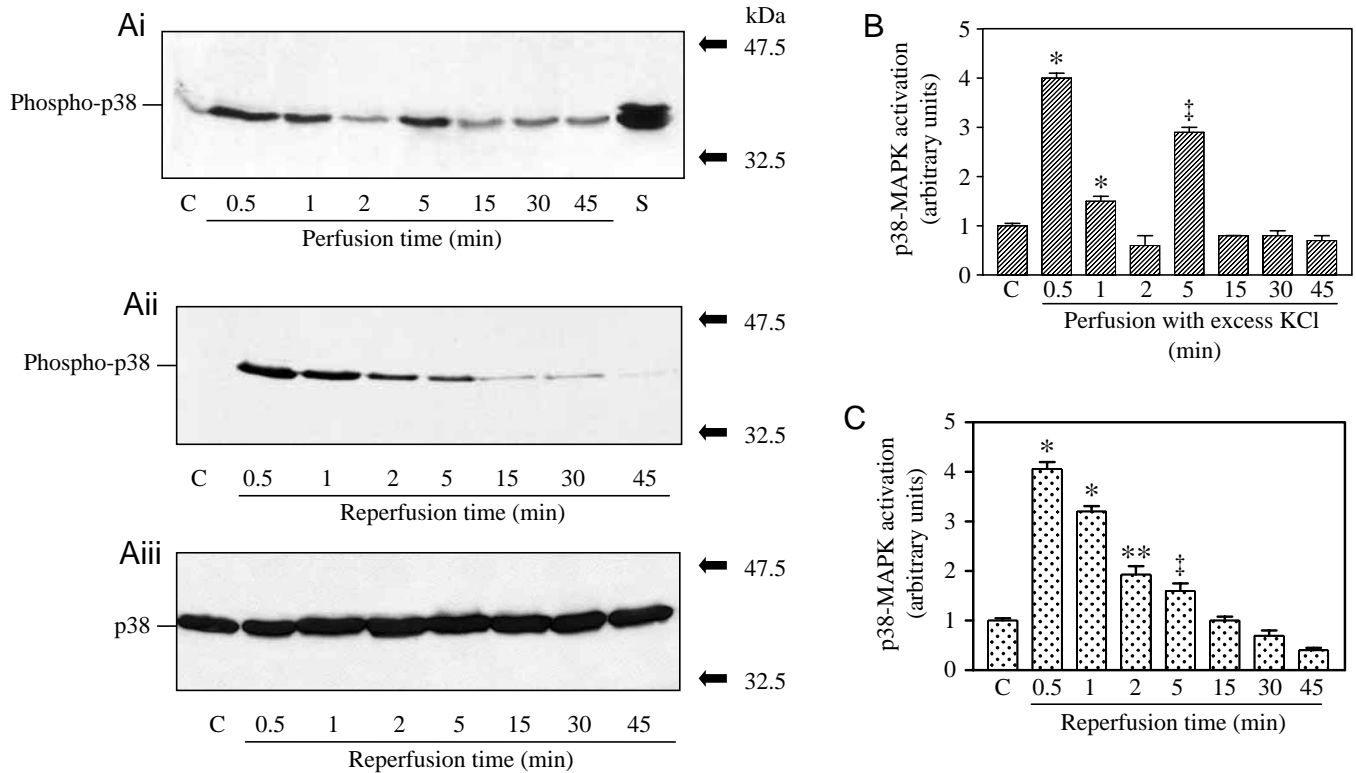 Ai
kDa
47.5
Phospho-p38
32.5
C 0.5 1 2 5 15 30 45 S
Perfusion time (min)
Aii
47.5
Phospho-p38
32.5
C 0.5 1 2 5 15 30 45
Reperfusion time (min)
Aiii
47.5
p38
32.5
C 0.5 1 2 5 15 30 45
Reperfusion time (min)
B
p38-MAPK activation
(arbitrary units)
5
4
3
2
1
0
* * ‡
C 0.5 1 2 5 15 30 45
Perfusion with excess KCl
(min)
C
p38-MAPK activation
(arbitrary units)
5
4
3
2
1
0
* * ** ‡
C 0.5 1 2 5 15 30 45
Reperfusion time (min)